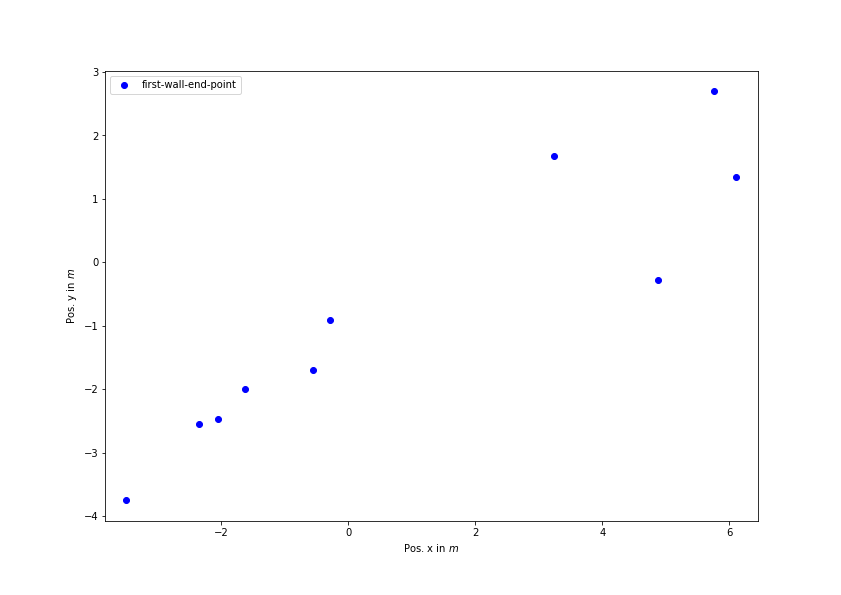 first-wall-end-point
3
2
1
0
−1
−2
−3
−4
Pos. y in m
−2 0 2 4 6
Pos. x in m